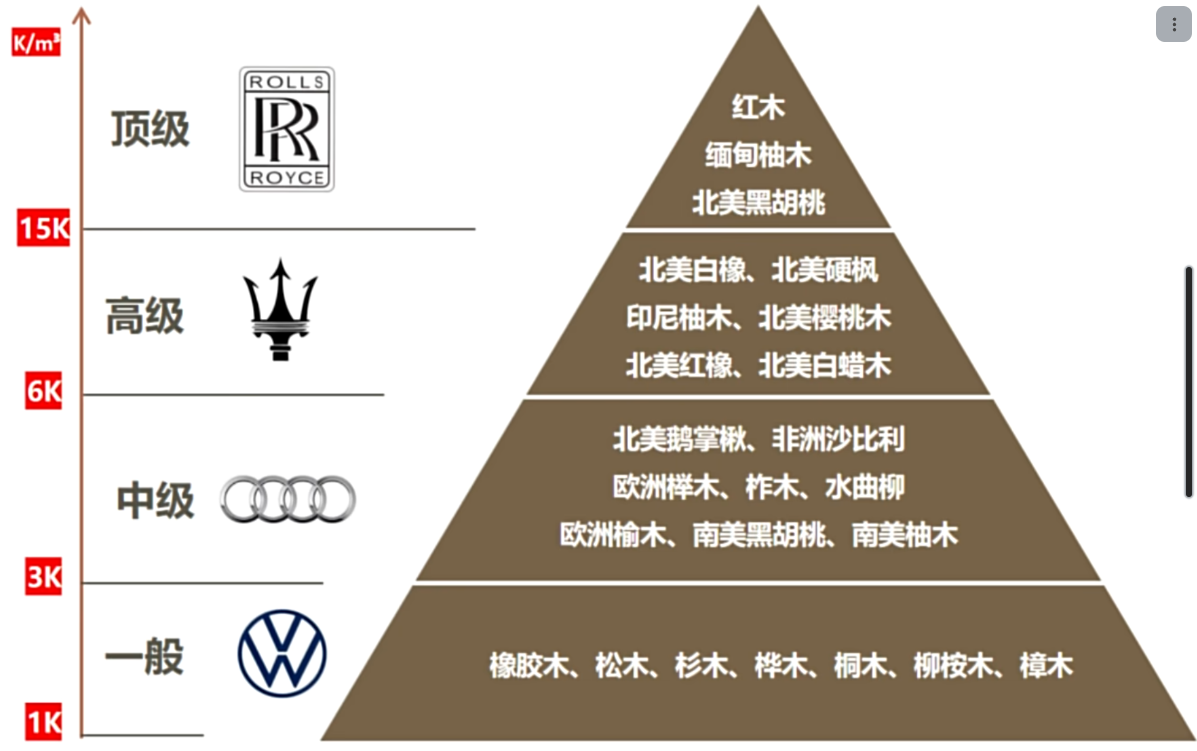 K/m³
顶级
ROLLS
RR
ROYCE
红木
缅甸柚木
北美黑胡桃
15K
高级
北美白橡、北美硬枫
印尼柚木、北美樱桃木
北美红橡、北美白蜡木
6K
中级
北美鹅掌楸、非洲沙比利
欧洲榉木、柞木、水曲柳
欧洲榆木、南美黑胡桃、南美柚木
3K
一般
橡胶木、松木、杉木、桦木、桐木、柳桉木、樟木
1K